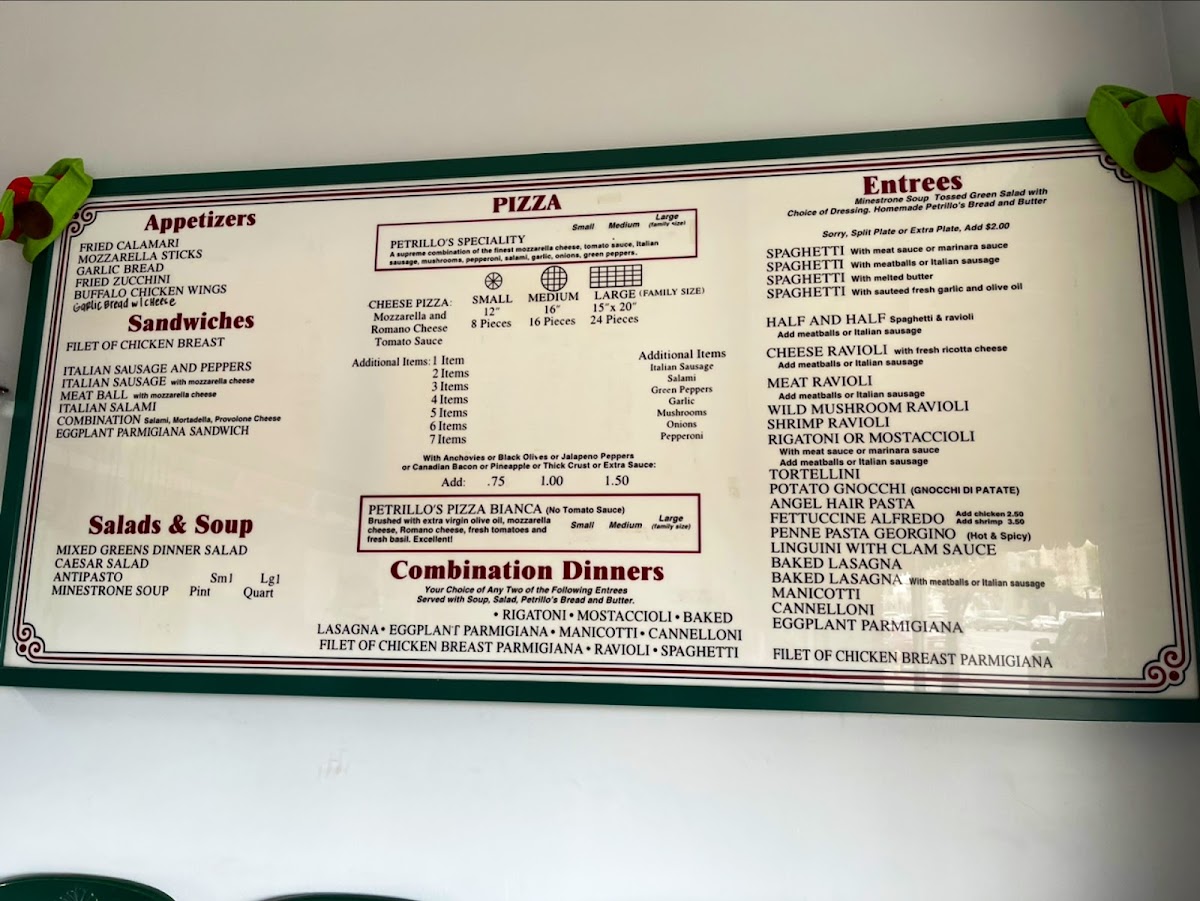 Appetizers
FRIED CALAMARI
MOZZARELLA STICKS
GARLIC BREAD
FRIED ZUCCHINI
BUFFALO CHICKEN WINGS
Garlic Bread w/cheese
Sandwiches
FILET OF CHICKEN BREAST
ITALIAN SAUSAGE AND PEPPERS
ITALIAN SAUSAGE with mozzarella cheese
MEAT BALL with mozzarella cheese
ITALIAN SALAMI
COMBINATION Salami, Mortadella, Provolone Cheese
EGGPLANT PARMIGIANA SANDWICH
Salads & Soup
MIXED GREENS DINNER SALAD
CAESAR SALAD
ANTIPASTO Sm1 Lg1
MINESTRONE SOUP Pint Quart
PIZZA
Small Medium Large
(family size)
PETRILLO'S SPECIALITY
A supreme combination of the finest mozzarella cheese, tomato sauce, Italian
sausage, mushrooms, pepperoni, salami, garlic, onions, green peppers.
CHEESE PIZZA: SMALL MEDIUM LARGE (FAMILY SIZE)
Mozzarella and 12" 16" 15"x 20"
Romano Cheese 8 Pieces 16 Pieces 24 Pieces
Tomato Sauce
Additional Items: 1 Item
2 Items
3 Items
4 Items
5 Items
6 Items
7 Items
Additional Items
Italian Sausage
Salami
Green Peppers
Garlic
Mushrooms
Onions
Pepperoni
With Anchovies or Black Olives or Jalapeno Peppers
or Canadian Bacon or Pineapple or Thick Crust or Extra Sauce:
Add: .75 1.00 1.50
PETRILLO'S PIZZA BIANCA (No Tomato Sauce)
Brushed with extra virgin olive oil, mozzarella
cheese, Romano cheese, fresh tomatoes and
fresh basil. Excellent!
Small Medium Large
(family size)
Combination Dinners
Your Choice of Any Two of the Following Entrees
Served with Soup, Salad, Petrillo's Bread and Butter.
• RIGATONI • MOSTACCIOLI • BAKED
LASAGNA • EGGPLANT PARMIGIANA • MANICOTTI • CANNELLONI
FILET OF CHICKEN BREAST PARMIGIANA • RAVIOLI • SPAGHETTI
Entrees
Minestrone Soup Tossed Green Salad with
Choice of Dressing. Homemade Petrillo's Bread and Butter
Sorry, Split Plate or Extra Plate, Add $2.00
SPAGHETTI With meat sauce or marinara sauce
SPAGHETTI With meatballs or Italian sausage
SPAGHETTI With melted butter
SPAGHETTI With sauteed fresh garlic and olive oil
HALF AND HALF Spaghetti & ravioli
Add meatballs or Italian sausage
CHEESE RAVIOLI with fresh ricotta cheese
Add meatballs or Italian sausage
MEAT RAVIOLI
Add meatballs or Italian sausage
WILD MUSHROOM RAVIOLI
SHRIMP RAVIOLI
RIGATONI OR MOSTACCIOLI
With meat sauce or marinara sauce
Add meatballs or Italian sausage
TORTELLINI
POTATO GNOCCHI (GNOCCHI DI PATATE)
ANGEL HAIR PASTA
FETTUCCINE ALFREDO Add chicken 2.50
Add shrimp 3.50
PENNE PASTA GEORGINO (Hot & Spicy)
LINGUINI WITH CLAM SAUCE
BAKED LASAGNA
BAKED LASAGNA With meatballs or Italian sausage
MANICOTTI
CANNELLONI
EGGPLANT PARMIGIANA
FILET OF CHICKEN BREAST PARMIGIANA